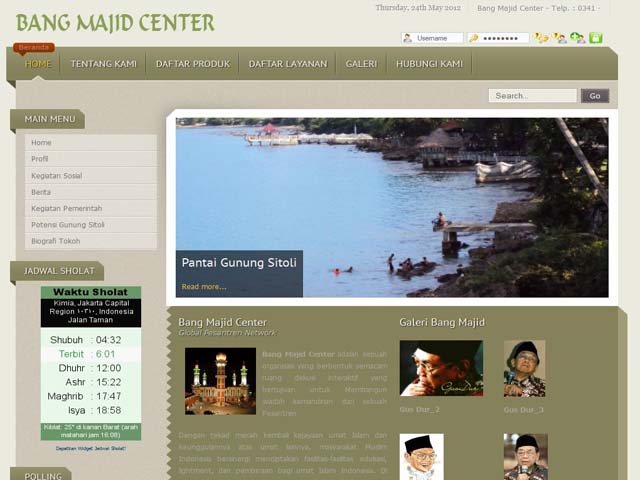 BANG MAJID CENTER
Thursday, 24th May 2012
Bang Majid Center - Telp. : 0341 -
Username
Beranda
HOME
TENTANG KAMI
DAFTAR PRODUK
DAFTAR LAYANAN
GALERI
HUBUNGI KAMI
Search...
Go
MAIN MENU
Home
Profil
Kegiatan Sosial
Berita
Kegiatan Pemerintah
Potensi Gunung Sitoli
Biografi Tokoh
Pantai Gunung Sitoli
Read more...
JADWAL SHOLAT
Waktu Sholat
Kimia, Jakarta Capital
Region ١٠٣١٠, Indonesia
Jalan Taman
Shubuh : 04:32
Terbit : 6:01
Dhuhr : 12:00
Ashr : 15:22
Maghrib : 17:47
Isya : 18:58
Kiblat: 25° di kanan Barat (arah
matahari jam 16:08)
Dapatkan Widget Jadwal Sholat!
POLLING
Bang Majid Center
Global Pesantren Network
Bang Majid Center adalah sebuah
organisasi yang berbentuk semacam
ruang diskusi interaktif yang
bertujuan untuk Membangun
wadah kemandirian dari sebuah
Pesantren
Dengan tekad meraih kembali kejayaan umat Islam dan
keunggulannya atas umat lainnya, masyarakat Muslim
Indonesia bersinergi menciptakan fasilitas-fasilitas edukasi,
lightment, dan pembinaan bagi umat Islam Indonesia. Di
Galeri Bang Majid
Gus Dur
Gus Dur_2
Gus Dur_3